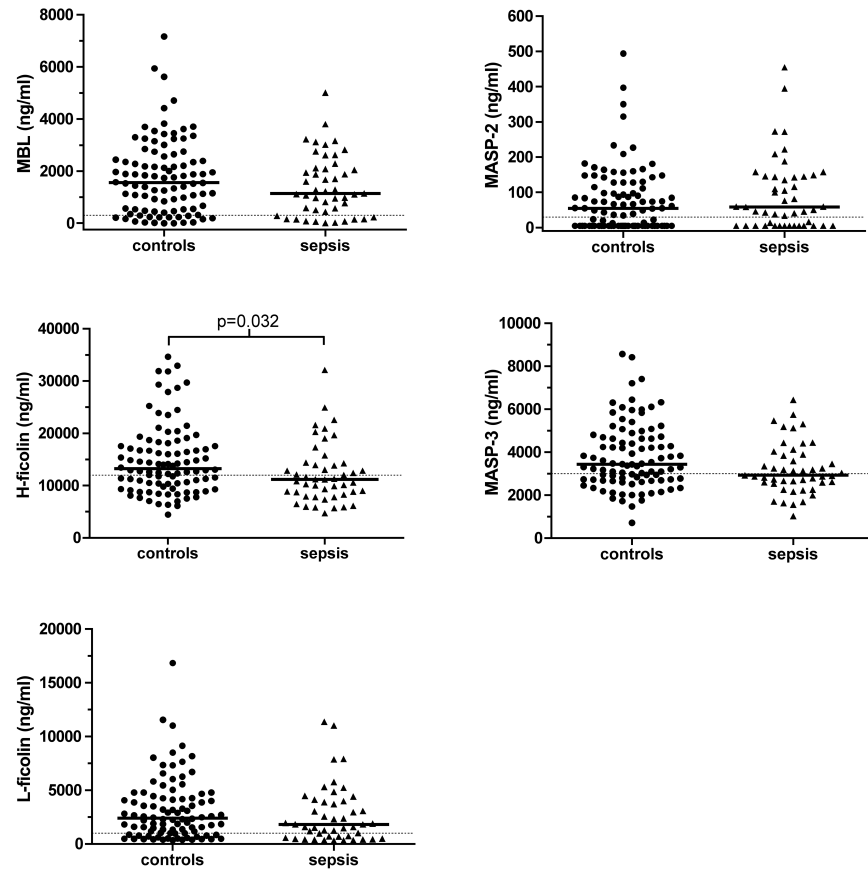 MBL (ng/ml)
8000
6000
4000
2000
0
controls
sepsis
MASP-2 (ng/ml)
600
500
400
300
200
100
0
controls
sepsis
p=0.032
H-ficolin (ng/ml)
40000
30000
20000
10000
0
controls
sepsis
MASP-3 (ng/ml)
10000
8000
6000
4000
2000
0
controls
sepsis
L-ficolin (ng/ml)
20000
15000
10000
5000
0
controls
sepsis